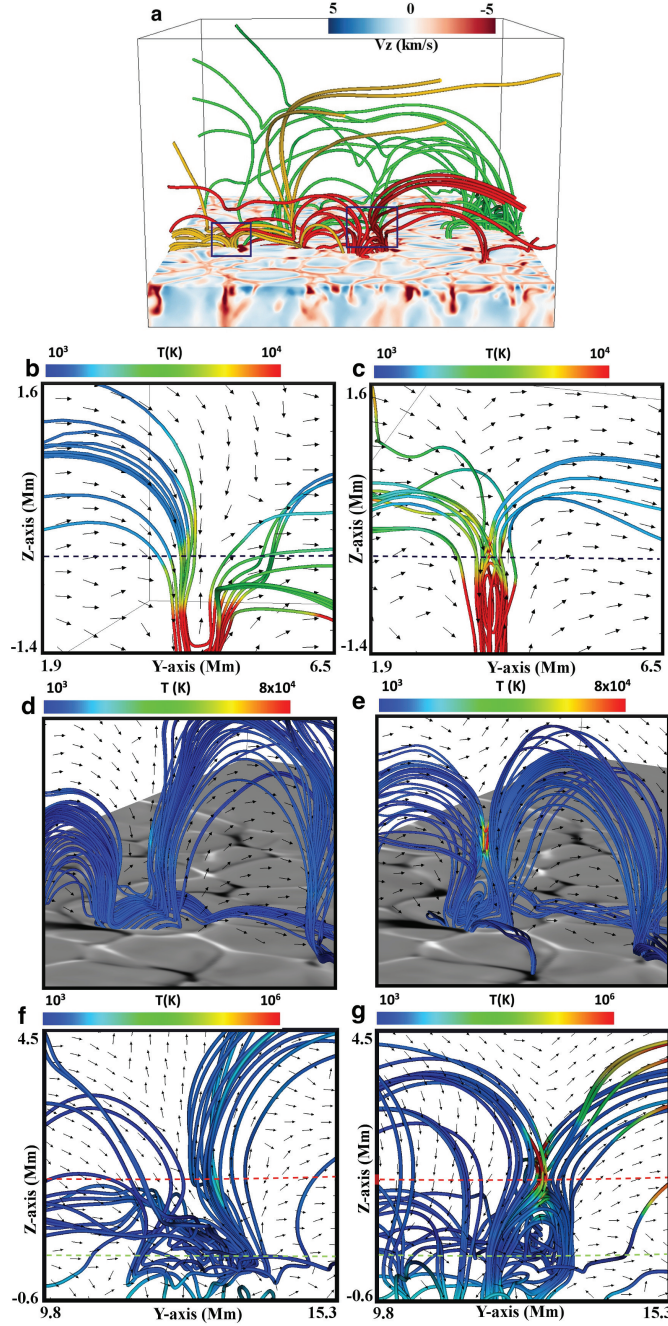 a
5 0 -5
Vz (km/s)
b
10³ T(K) 10⁴
1.6
Z-axis (Mm)
-1.4
1.9 Y-axis (Mm) 6.5
c
10³ T(K) 10⁴
1.6
Z-axis (Mm)
-1.4
1.9 Y-axis (Mm) 6.5
d
10³ T (K) 8x10⁴
e
10³ T (K) 8x10⁴
f
10³ T(K) 10⁶
4.5
Z-axis (Mm)
-0.6
9.8 Y-axis (Mm) 15.3
g
10³ T(K) 10⁶
4.5
Z-axis (Mm)
-0.6
9.8 Y-axis (Mm) 15.3